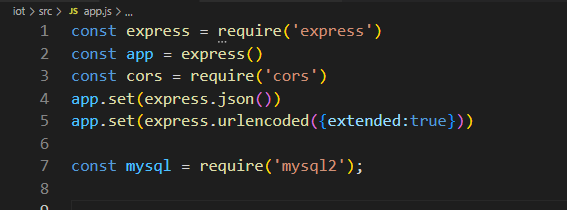 iot > src > JS app.js > ...
1 const express = require('express')
2 const app = express()
3 const cors = require('cors')
4 app.set(express.json())
5 app.set(express.urlencoded({extended:true}))
6
7 const mysql = require('mysql2');
8
9